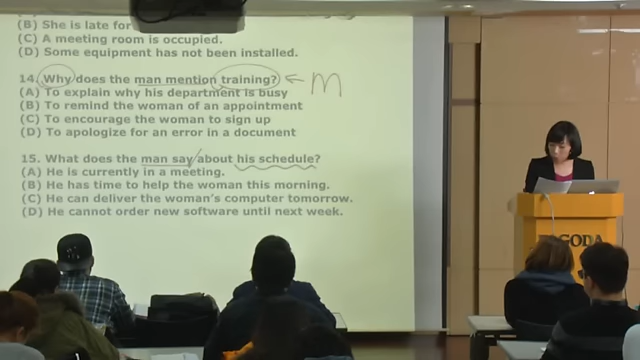 (B) She is late for
(C) A meeting room is occupied.
(D) Some equipment has not been installed.
14. Why does the man mention training? ← M
(A) To explain why his department is busy
(B) To remind the woman of an appointment
(C) To encourage the woman to sign up
(D) To apologize for an error in a document
15. What does the man say about his schedule?
(A) He is currently in a meeting.
(B) He has time to help the woman this morning.
(C) He can deliver the woman's computer tomorrow.
(D) He cannot order new software until next week.